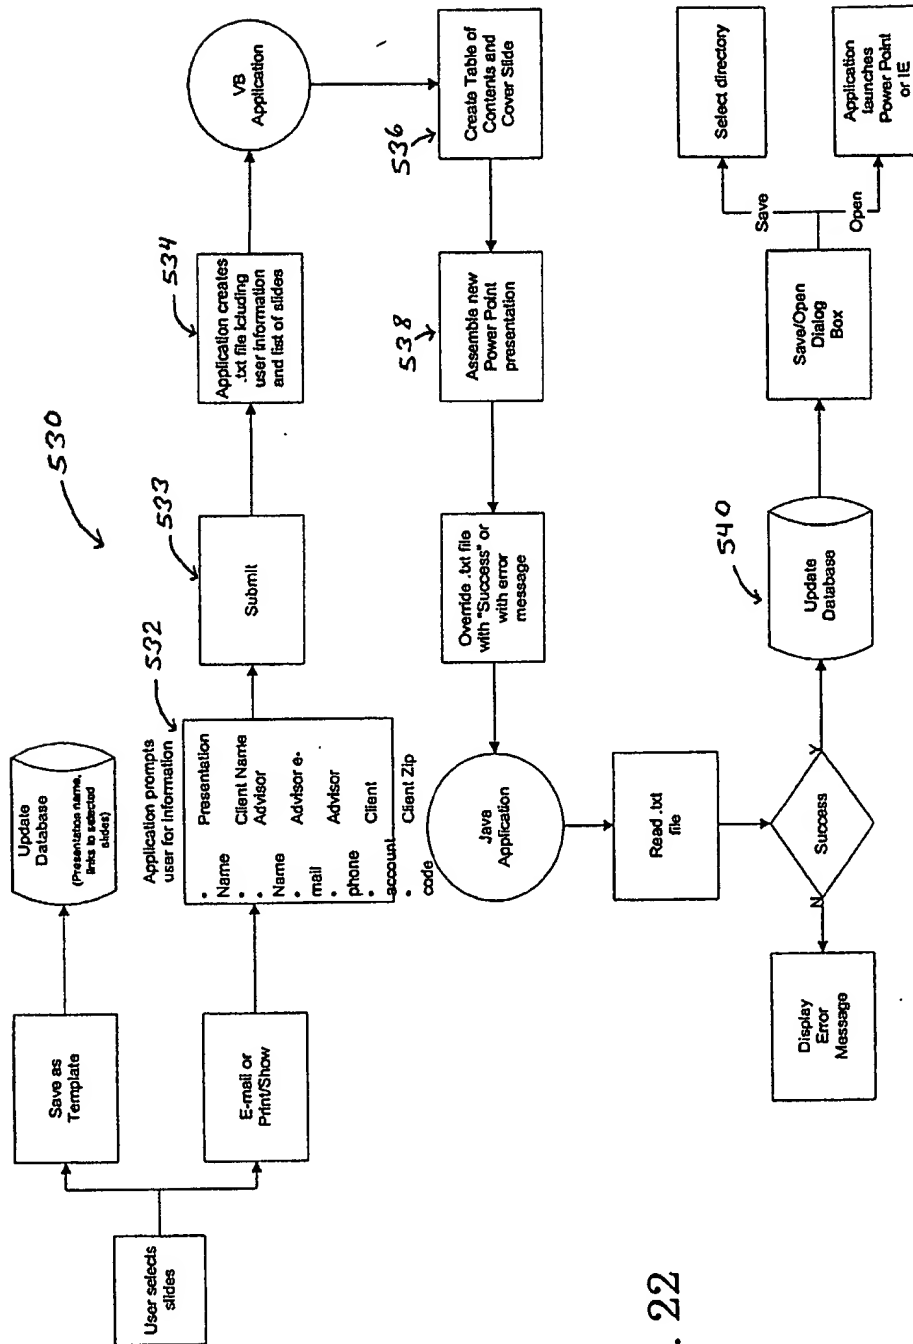 530
User selects
slides
Save as
Template
Update
Database
(Presentation name,
links to selected
slides)
E-mail or
Print/Show
Application prompts
user for information
532
• Presentation
Name
• Client Name
• Advisor
Name
• Advisor e-
mail
• Advisor
phone
• Client
account
• Client Zip
code
533
Submit
534
Application creates
.txt file icluding
user information
and list of slides
VB
Application
536
Create Table of
Contents and
Cover Slide
538
Assemble new
Power Point
presentation
Override .txt file
with "Success" or
with error
message
Java
Application
Read .txt
file
Success
N
Y
Display
Error
Message
540
Update
Database
Save/Open
Dialog
Box
Save
Open
Select directory
Application
launches
Power Point
or IE
. 22